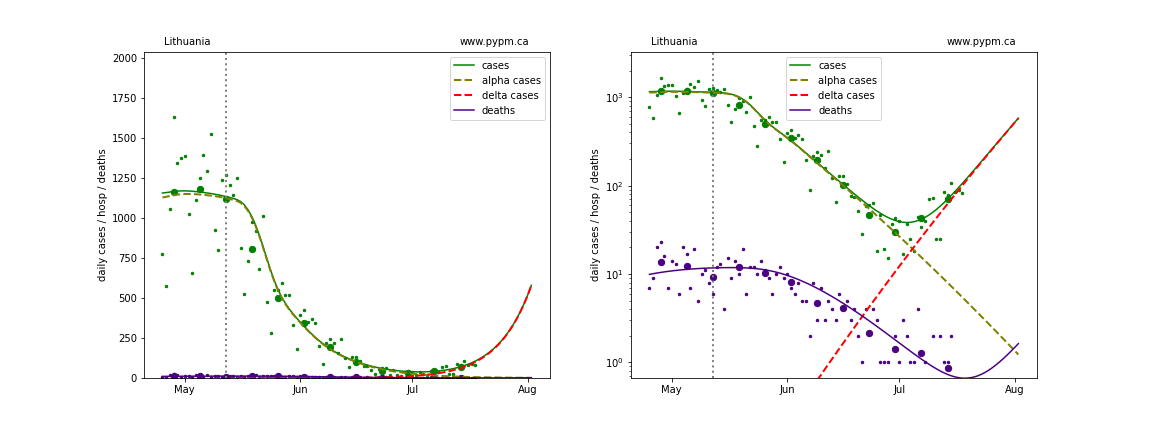 Lithuania www.pypm.ca
daily cases / hosp / deaths
2000
1750
1500
1250
1000
750
500
250
0
May Jun Jul Aug
cases
alpha cases
delta cases
deaths
Lithuania www.pypm.ca
daily cases / hosp / deaths
10³
10²
10¹
10⁰
May Jun Jul Aug
cases
alpha cases
delta cases
deaths